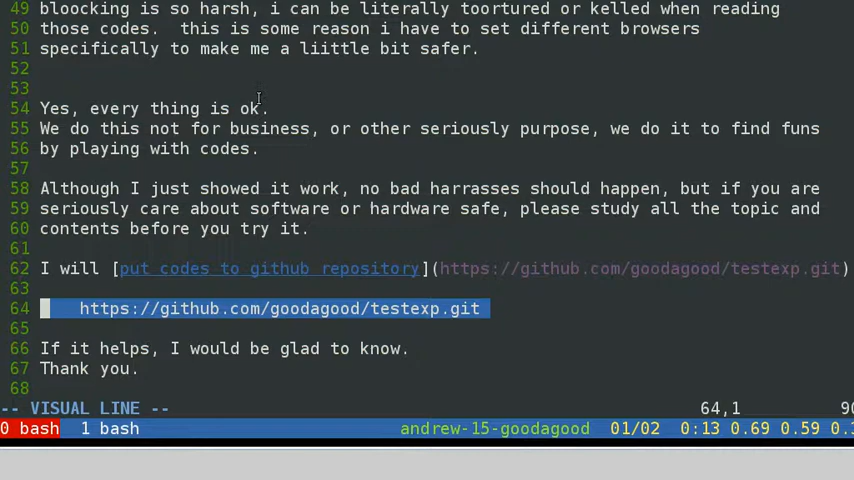 49 bloocking is so harsh, i can be literally toortured or kelled when reading
50 those codes.  this is some reason i have to set different browsers
51 specifically to make me a liittle bit safer.
52
53
54 Yes, every thing is ok.
55 We do this not for business, or other seriously purpose, we do it to find funs
56 by playing with codes.
57
58 Although I just showed it work, no bad harrasses should happen, but if you are
59 seriously care about software or hardware safe, please study all the topic and
60 contents before you try it.
61
62 I will [put codes to github repository](https://github.com/goodagood/testexp.git)
63
64     https://github.com/goodagood/testexp.git
65
66 If it helps, I would be glad to know.
67 Thank you.
68
-- VISUAL LINE -- 64,1
0 bash 1 bash andrew-15-goodagood 01/02 0:13 0.69 0.59